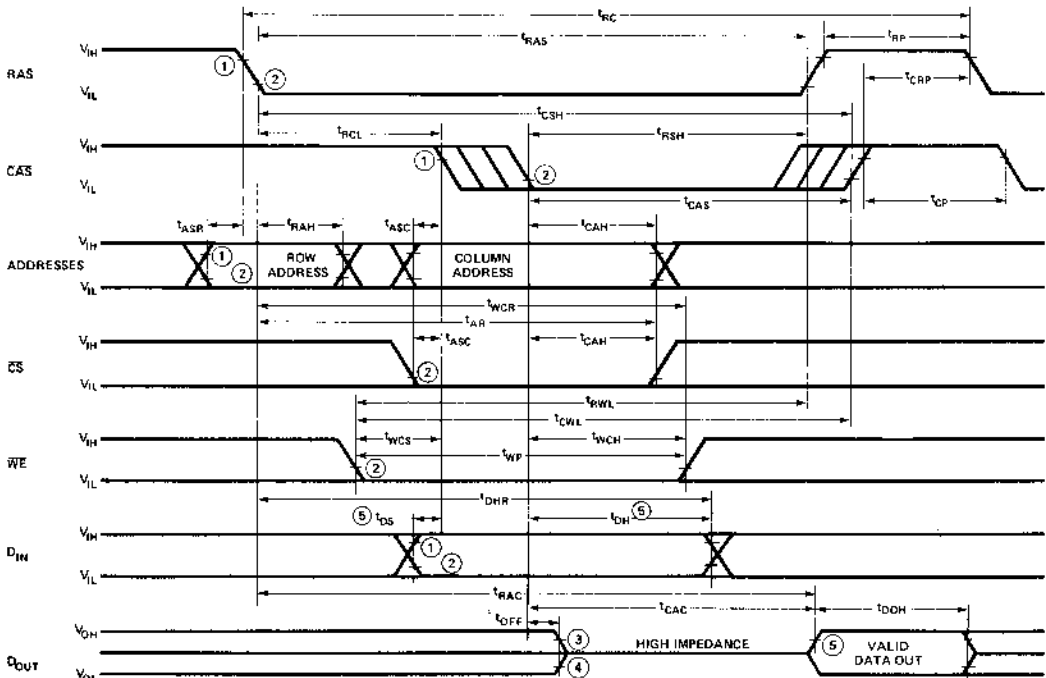 tRC
tRAS
tRP
VIH
RAS
① ②
tCRP
VIL
tCSH
tRCL
tRSH
VIH
CAS
① ②
VIL
tCAS
tCP
tASR
tRAH
tASC
tCAH
VIH
ADDRESSES
① ②
ROW ADDRESS
COLUMN ADDRESS
VIL
tWCR
tAR
tASC
tCAH
VIH
CS
②
VIL
tRWL
tCWL
tWCS
tWCH
VIH
tWP
WE
②
VIL
tDHR
⑤ tDS
tDH ⑤
VIH
DIN
① ②
VIL
tRAC
tCAC
tDOH
tOFF
VOH
③
HIGH IMPEDANCE
⑤
VALID DATA OUT
DOUT
④
VOL